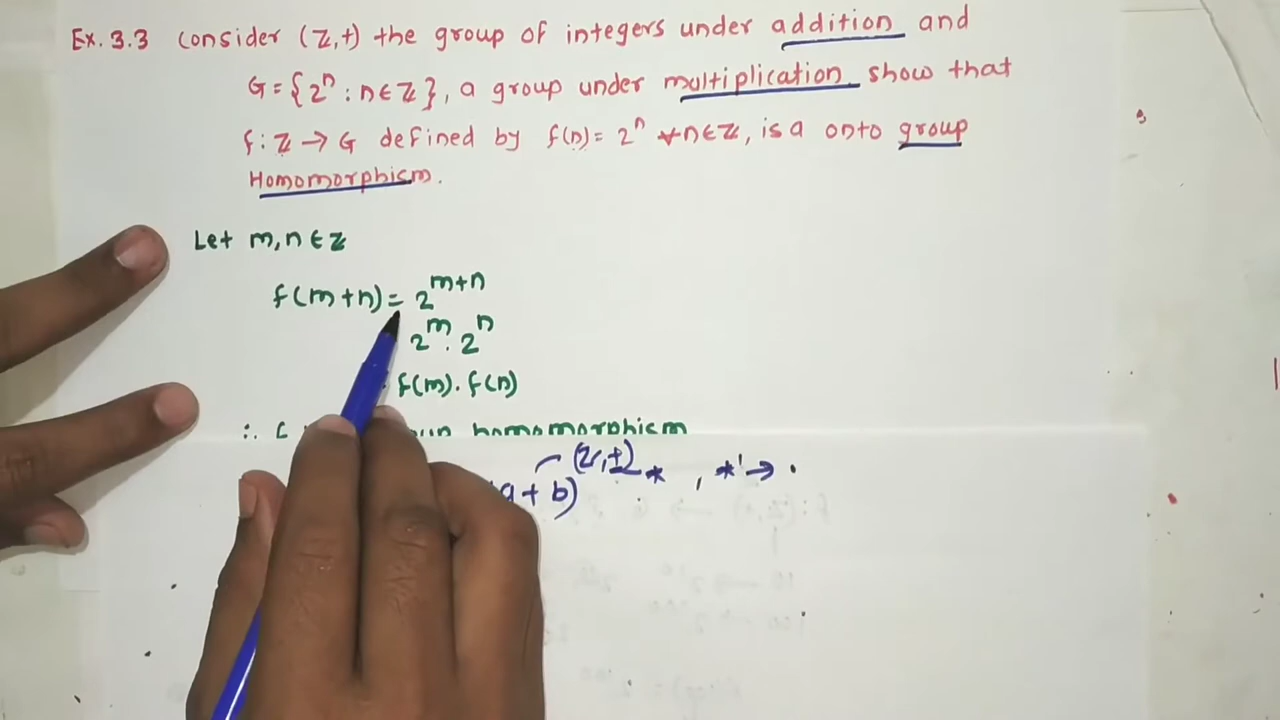 Ex. 3.3 Consider (ℤ,+) the group of integers under addition and
G = {2ⁿ : n ∈ ℤ}, a group under multiplication show that
f : ℤ → G defined by f(n) = 2ⁿ ∀ n ∈ ℤ, is a onto group
Homomorphism.
Let m, n ∈ ℤ
f(m+n) = 2^(m+n)
2^m . 2^n
f(m). f(n)
∴ homomorphism
(ℤ,+) * , *' → .
(a + b)